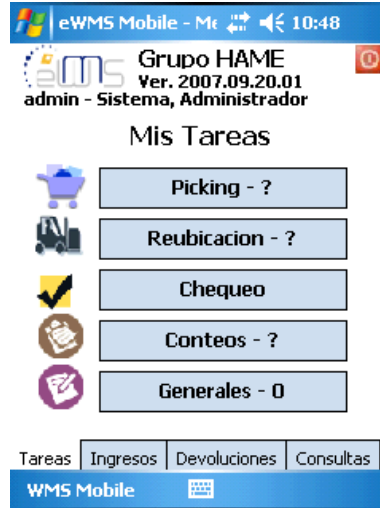 eWMS Mobile - Me 10:48
eWMS Grupo HAME
Ver. 2007.09.20.01
admin - Sistema, Administrador
Mis Tareas
Picking - ?
Reubicacion - ?
Chequeo
Conteos - ?
Generales - 0
Tareas Ingresos Devoluciones Consultas
WMS Mobile